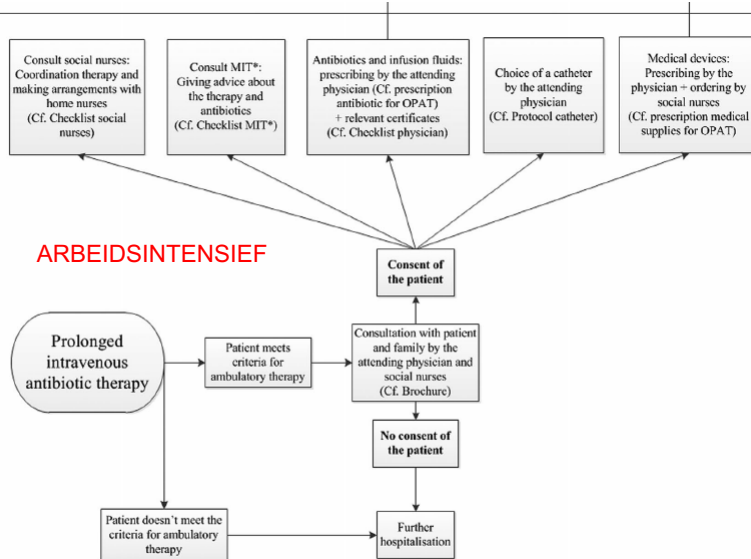 Consult social nurses:
Coordination therapy and
making arrangements with
home nurses
(Cf. Checklist social
nurses)
Consult MIT*:
Giving advice about
the therapy and
antibiotics
(Cf. Checklist MIT*)
Antibiotics and infusion fluids:
prescribing by the attending
physician (Cf. prescription
antibiotic for OPAT)
+ relevant certificates
(Cf. Checklist physician)
Choice of a catheter
by the attending
physician
(Cf. Protocol catheter)
Medical devices:
Prescribing by the
physician + ordering by
social nurses
(Cf. prescription medical
supplies for OPAT)
ARBEIDSINTENSIEF
Consent of
the patient
Prolonged
intravenous
antibiotic therapy
Patient meets
criteria for
ambulatory therapy
Consultation with patient
and family by the
attending physician and
social nurses
(Cf. Brochure)
No consent of
the patient
Patient doesn´t meet the
criteria for ambulatory
therapy
Further
hospitalisation